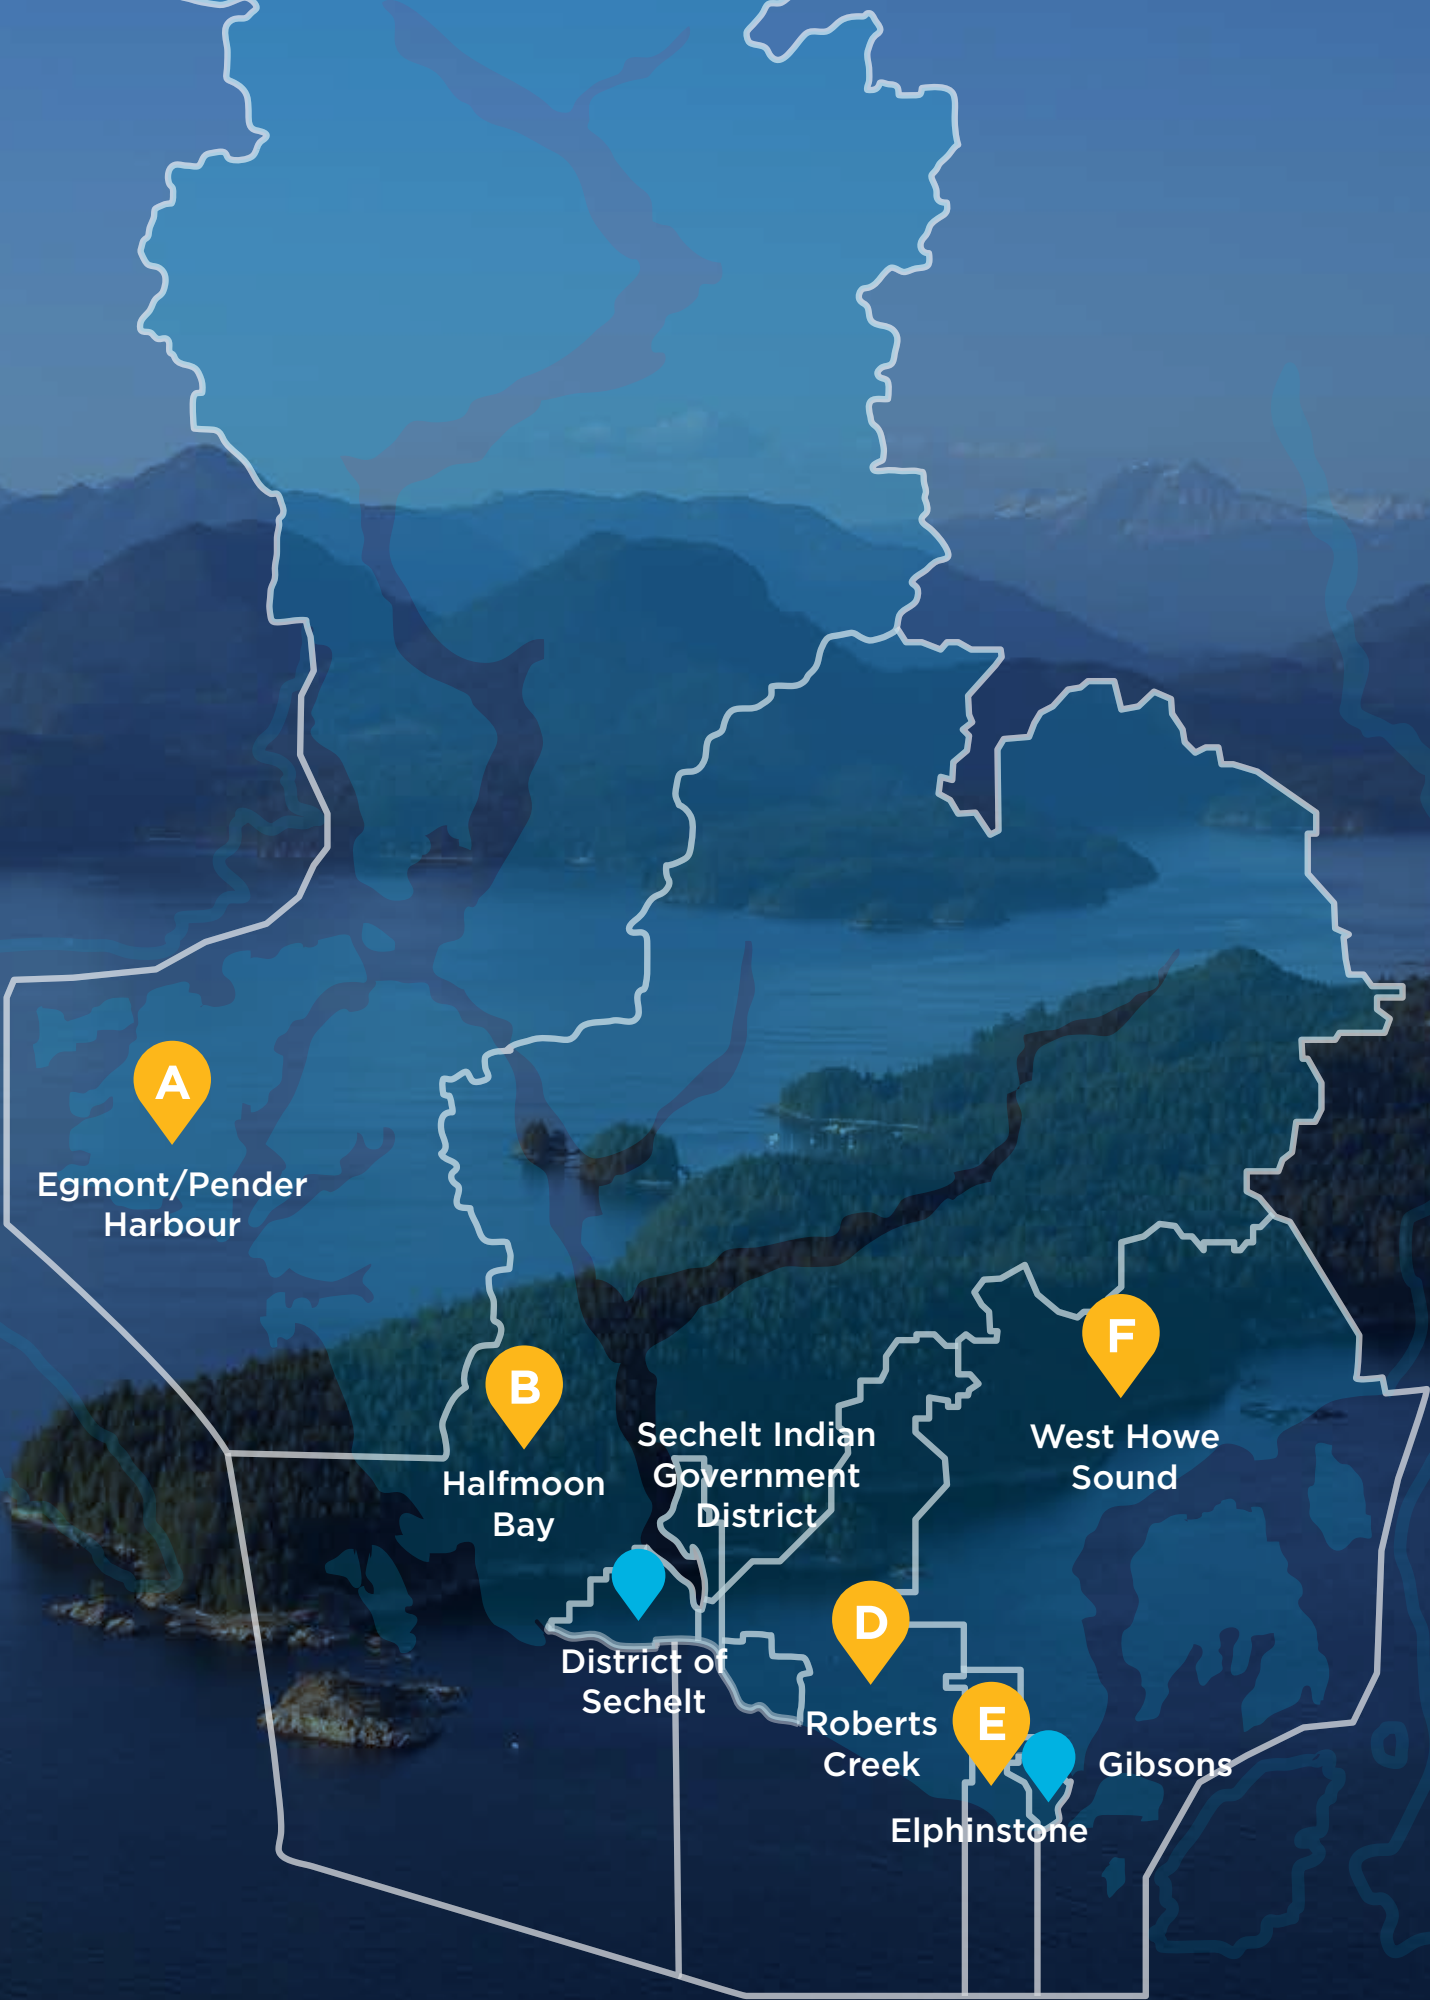 A
Egmont/Pender
Harbour
B
Halfmoon
Bay
Sechelt Indian
Government
District
F
West Howe
Sound
District of
Sechelt
D
Roberts
Creek
E
Gibsons
Elphinstone